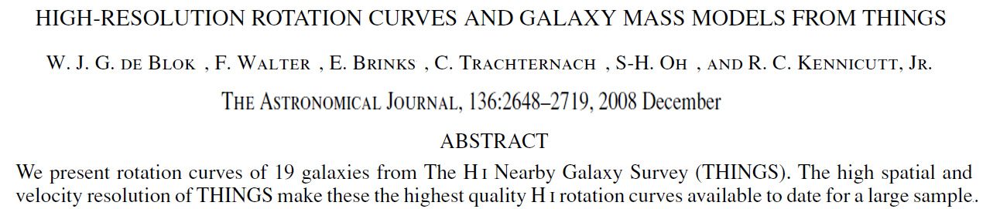 HIGH-RESOLUTION ROTATION CURVES AND GALAXY MASS MODELS FROM THINGS
W. J. G. DE BLOK , F. WALTER , E. BRINKS , C. TRACHTERNACH , S-H. OH , AND R. C. KENNICUTT, JR.
THE ASTRONOMICAL JOURNAL, 136:2648–2719, 2008 December
ABSTRACT
We present rotation curves of 19 galaxies from The H I Nearby Galaxy Survey (THINGS). The high spatial and
velocity resolution of THINGS make these the highest quality H I rotation curves available to date for a large sample..